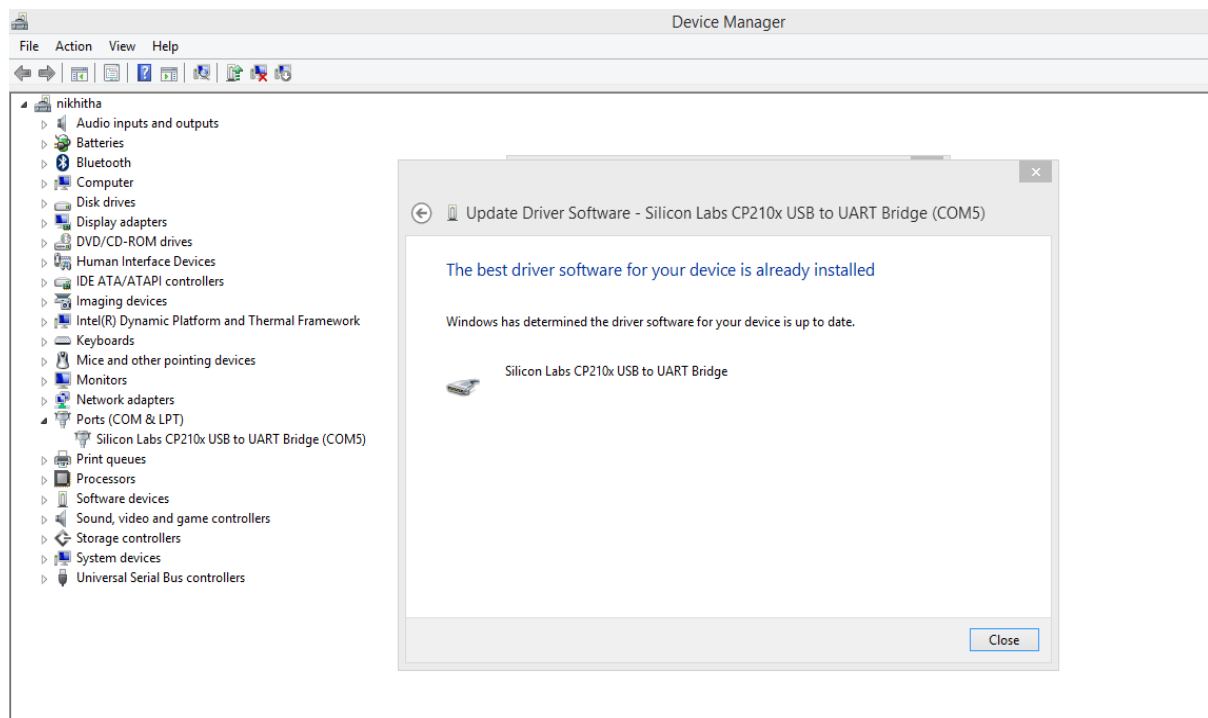 Device Manager
File Action View Help
nikhitha
Audio inputs and outputs
Batteries
Bluetooth
Computer
Disk drives
Display adapters
DVD/CD-ROM drives
Human Interface Devices
IDE ATA/ATAPI controllers
Imaging devices
Intel(R) Dynamic Platform and Thermal Framework
Keyboards
Mice and other pointing devices
Monitors
Network adapters
Ports (COM & LPT)
Silicon Labs CP210x USB to UART Bridge (COM5)
Print queues
Processors
Software devices
Sound, video and game controllers
Storage controllers
System devices
Universal Serial Bus controllers
Update Driver Software - Silicon Labs CP210x USB to UART Bridge (COM5)
The best driver software for your device is already installed
Windows has determined the driver software for your device is up to date.
Silicon Labs CP210x USB to UART Bridge
Close